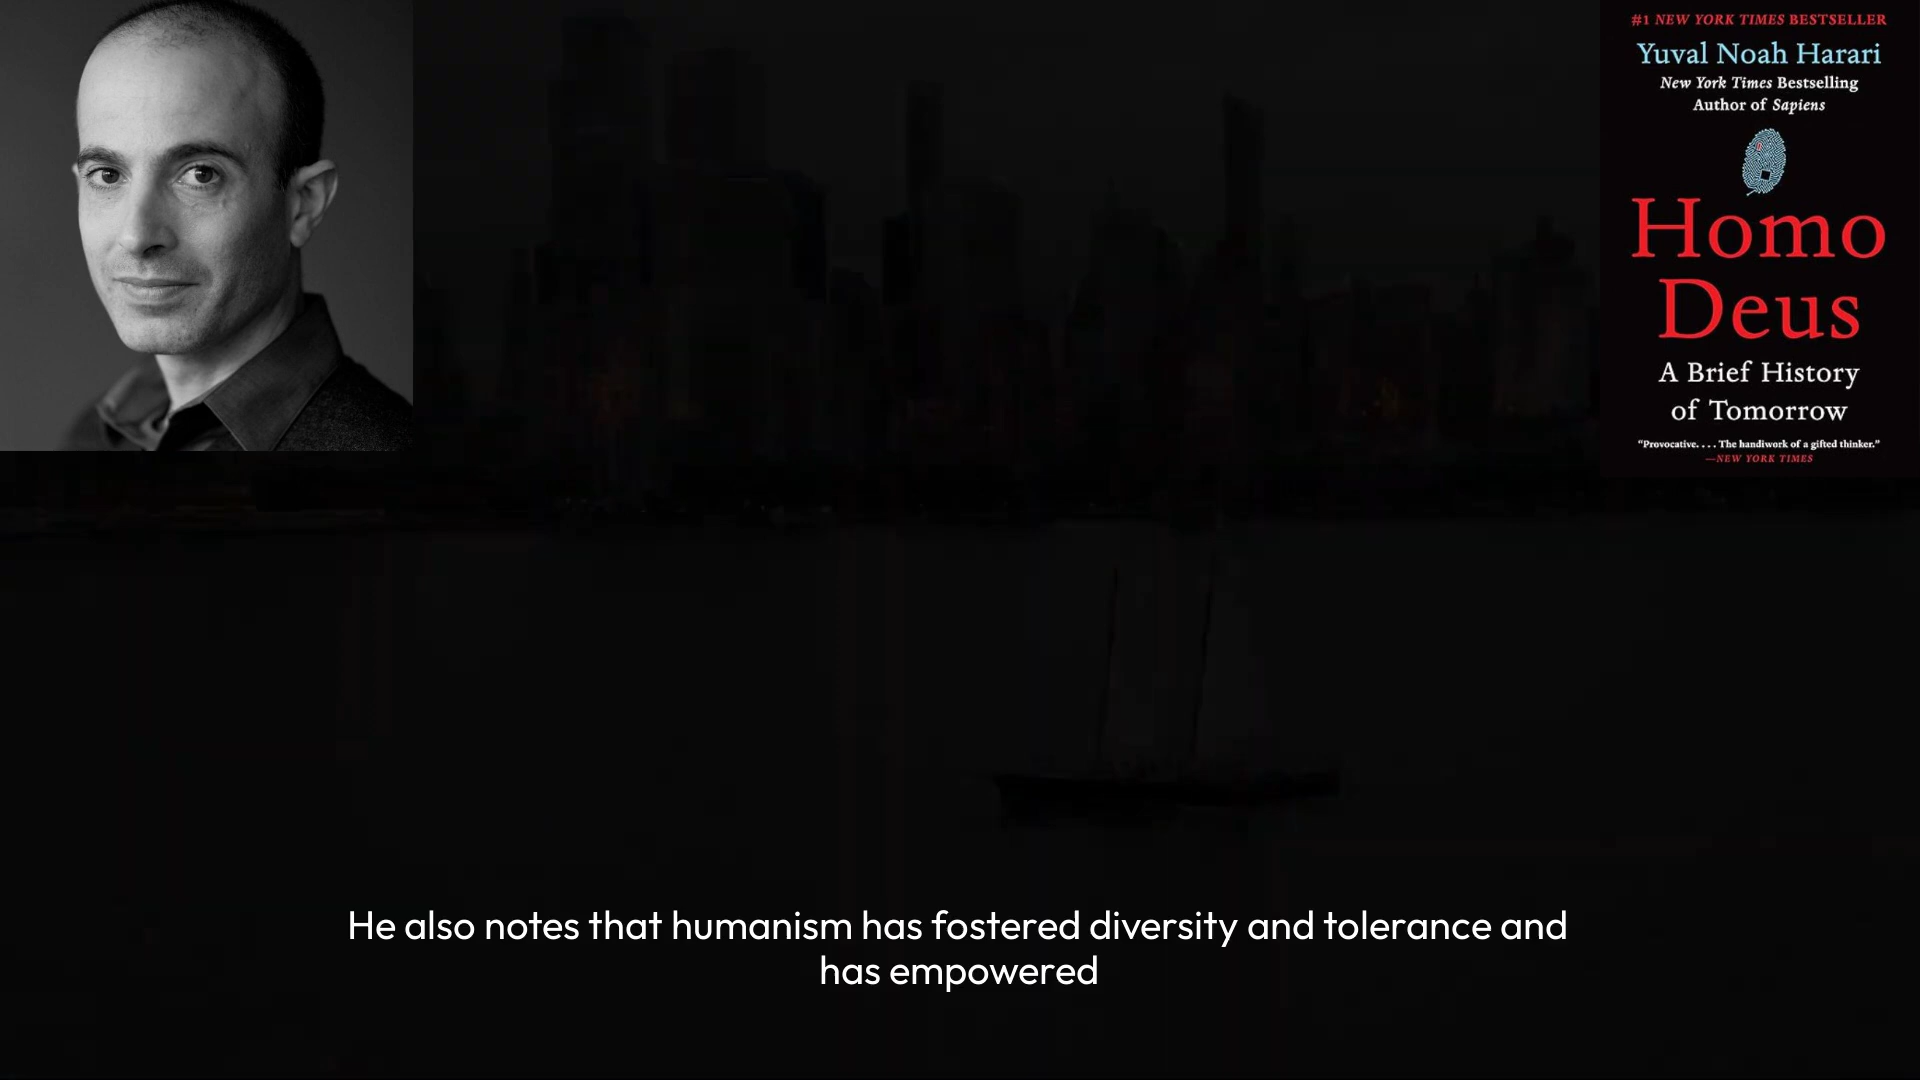 #1 NEW YORK TIMES BESTSELLER
Yuval Noah Harari
New York Times Bestselling
Author of Sapiens
Homo
Deus
A Brief History
of Tomorrow
“Provocative. . . . The handiwork of a gifted thinker.”
—NEW YORK TIMES
He also notes that humanism has fostered diversity and tolerance and
has empowered